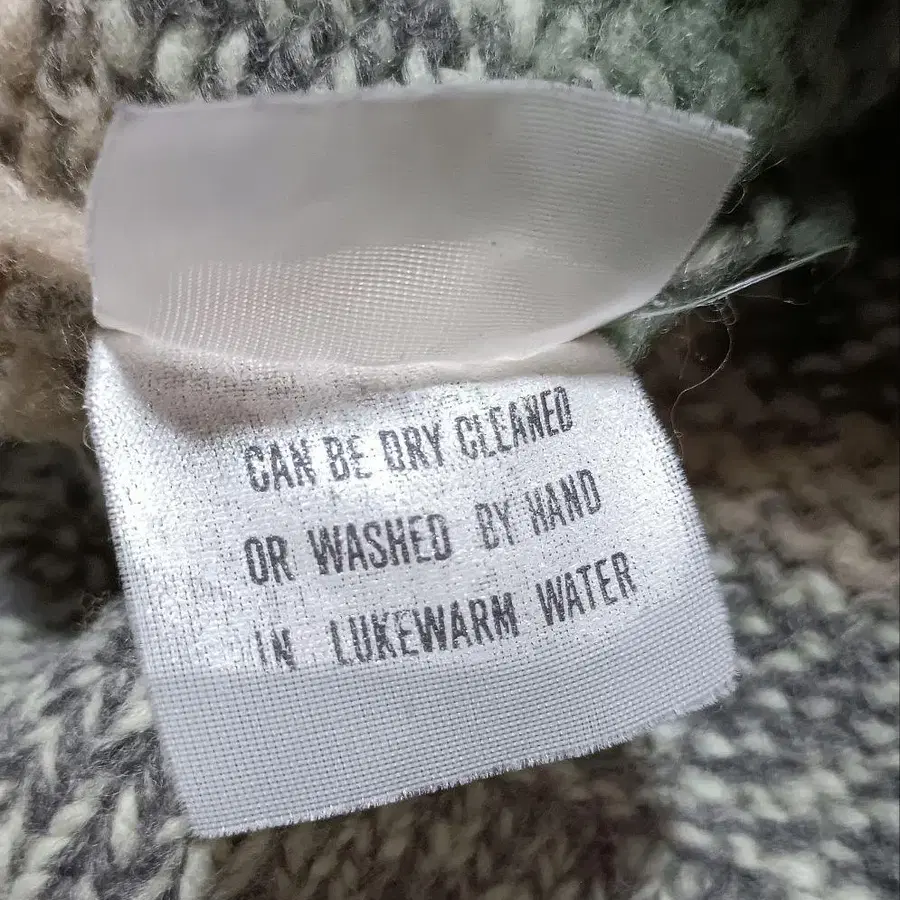 CAN BE DRY CLEANED
OR WASHED BY HAND
IN LUKEWARM WATER